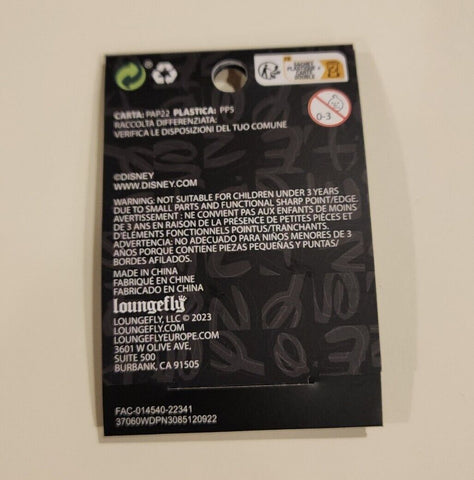 FR
SACHET
PLASTIQUE +
CARTE
DOUBLE
0-3
CARTA: PAP22 PLASTICA: PP5
RACCOLTA DIFFERENZIATA:
VERIFICA LE DISPOSIZIONI DEL TUO COMUNE
©DISNEY
WWW.DISNEY.COM
WARNING: NOT SUITABLE FOR CHILDREN UNDER 3 YEARS
DUE TO SMALL PARTS AND FUNCTIONAL SHARP POINT/EDGE.
AVERTISSEMENT : NE CONVIENT PAS AUX ENFANTS DE MOINS
DE 3 ANS EN RAISON DE LA PRÉSENCE DE PETITES PIÈCES ET
D'ÉLÉMENTS FONCTIONNELS POINTUS/TRANCHANTS.
ADVERTENCIA: NO ADECUADO PARA NIÑOS MENORES DE 3
AÑOS PORQUE CONTIENE PIEZAS PEQUEÑAS Y PUNTAS/
BORDES AFILADOS.
MADE IN CHINA
FABRIQUÉ EN CHINE
FABRICADO EN CHINA
loungefly
LOUNGEFLY, LLC © 2023
LOUNGEFLY.COM
LOUNGEFLYEUROPE.COM
3601 W OLIVE AVE,
SUITE 500
BURBANK, CA 91505
FAC-014540-22341
37060WDPN3085120922